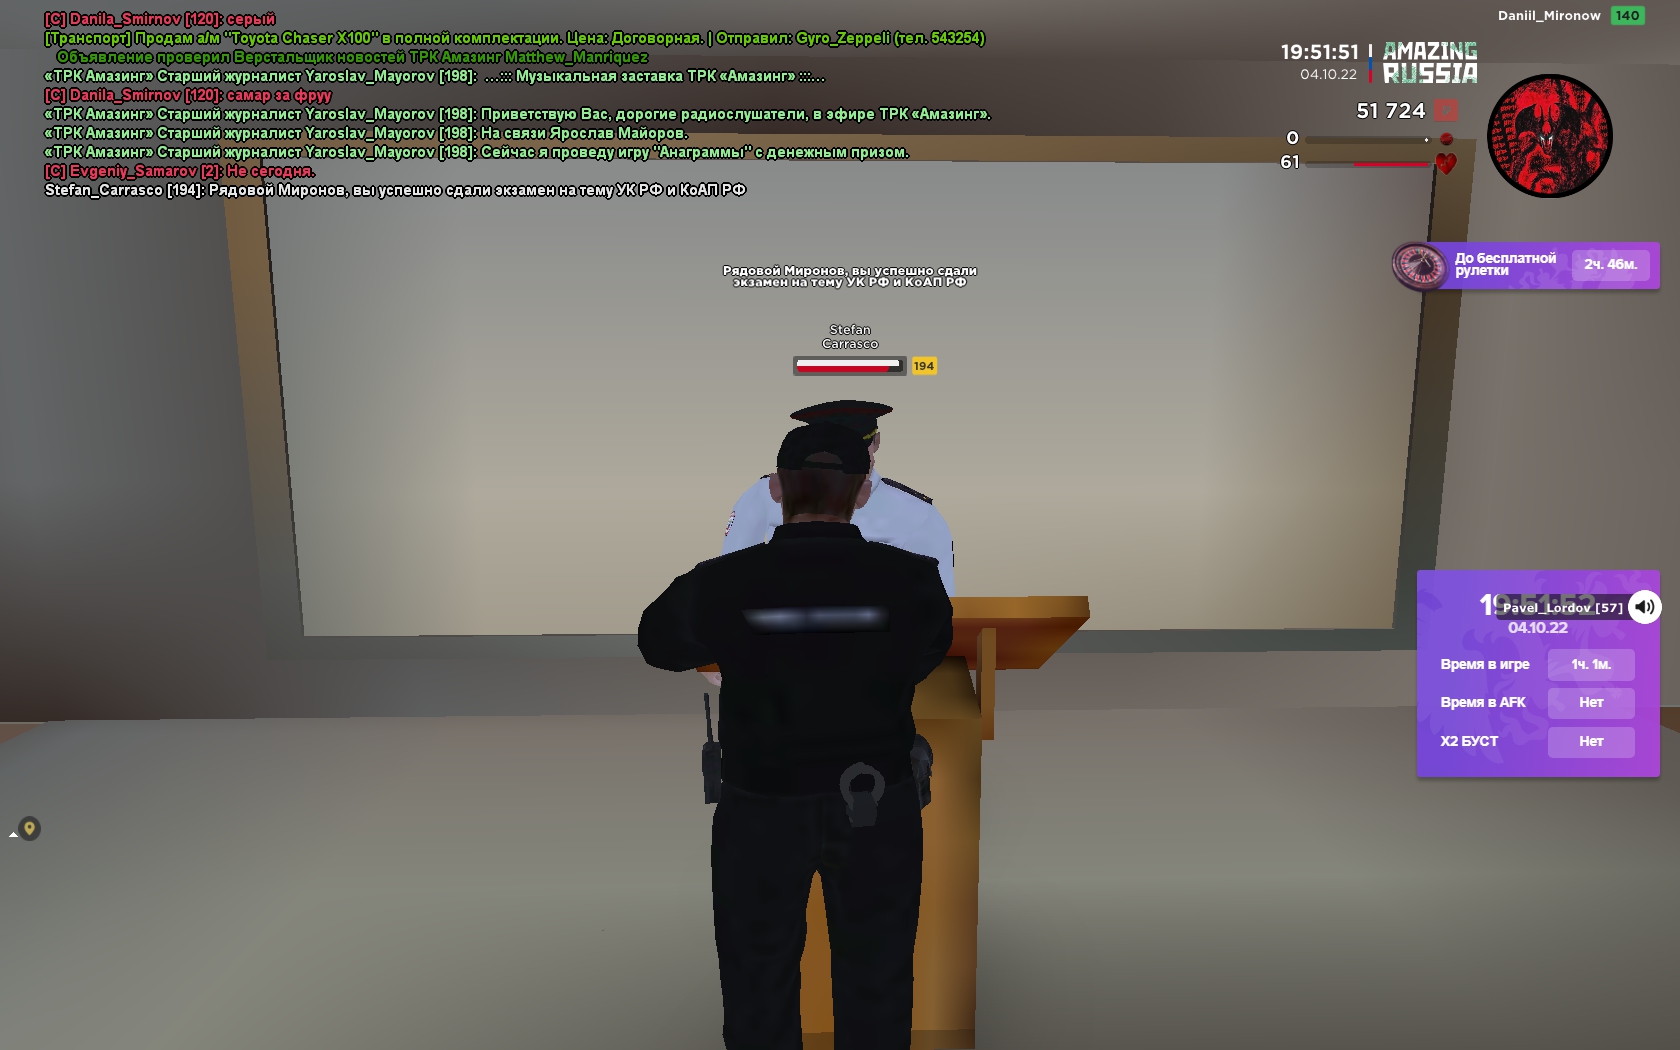 [C] Danila_Smirnov [120]: серый
[Транспорт] Продам а/м "Toyota Chaser X100" в полной комплектации. Цена: Договорная. | Отправил: Gyro_Zeppeli (тел. 543254)
Объявление проверил Верстальщик новостей ТРК Амазинг Matthew_Manriquez
«ТРК Амазинг» Старший журналист Yaroslav_Mayorov [198]: ...::: Музыкальная заставка ТРК «Амазинг» :::...
[C] Danila_Smirnov [120]: самар за фруу
«ТРК Амазинг» Старший журналист Yaroslav_Mayorov [198]: Приветствую Вас, дорогие радиослушатели, в эфире ТРК «Амазинг».
«ТРК Амазинг» Старший журналист Yaroslav_Mayorov [198]: На связи Ярослав Майоров.
«ТРК Амазинг» Старший журналист Yaroslav_Mayorov [198]: Сейчас я проведу игру "Анаграммы" с денежным призом.
[C] Evgeniy_Samarov [2]: Не сегодня.
Stefan_Carrasco [194]: Рядовой Миронов, вы успешно сдали экзамен на тему УК РФ и КоАП РФ
Daniil_Mironow 140
19:51:51
04.10.22
AMAZING
RUSSIA
51 724
0
61
До бесплатной
рулетки
2ч. 46м.
Рядовой Миронов, вы успешно сдали
экзамен на тему УК РФ и КоАП РФ
Stefan
Carrasco
194
19:51:52
Pavel_Lordov [57]
04.10.22
Время в игре 1ч. 1м.
Время в AFK Нет
X2 БУСТ Нет